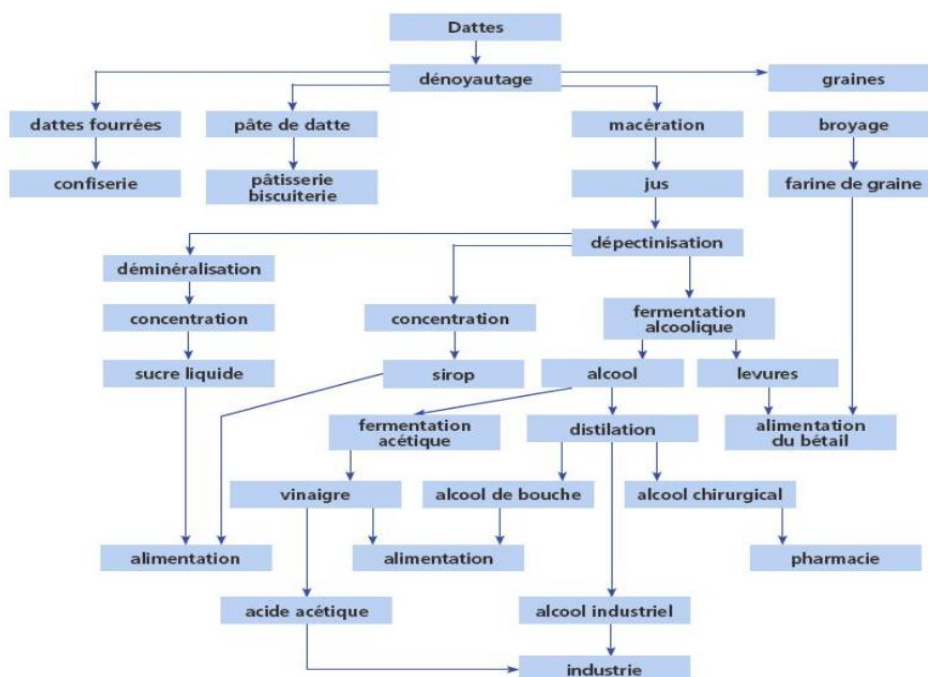 Dattes
dénoyautage
graines
dattes fourrées
pâte de datte
macération
broyage
confiserie
pâtisserie
biscuiterie
jus
farine de graine
dépectinisation
déminéralisation
concentration
concentration
fermentation
alcoolique
sucre liquide
sirop
alcool
levures
fermentation
acétique
distilation
alimentation
du bétail
vinaigre
alcool de bouche
alcool chirurgical
alimentation
alimentation
pharmacie
acide acétique
alcool industriel
industrie